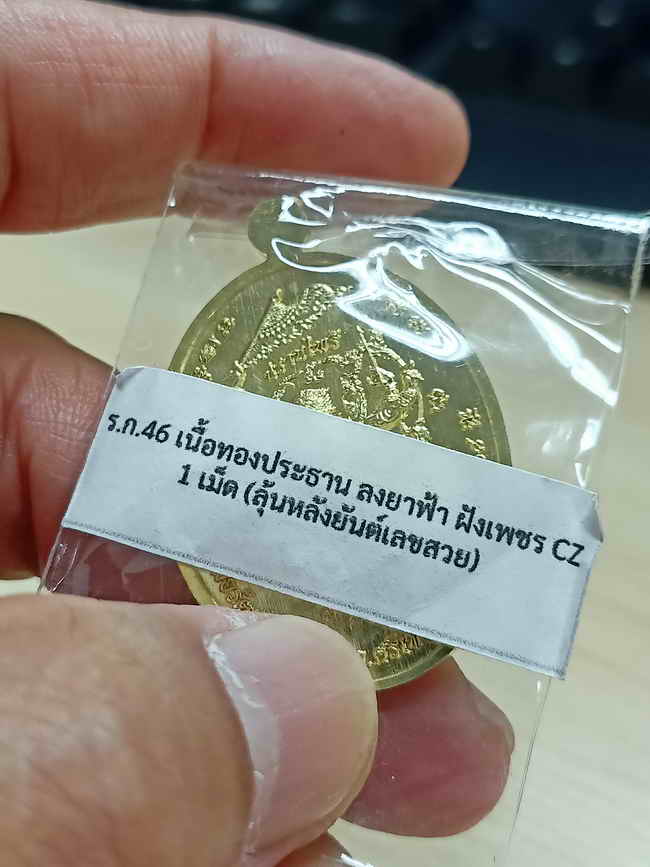 ร.ก.46 เนื้อทองประธาน ลงยาฟ้า ฝังเพชร CZ
1 เม็ด (ลุ้นหลังยันต์เลขสวย)